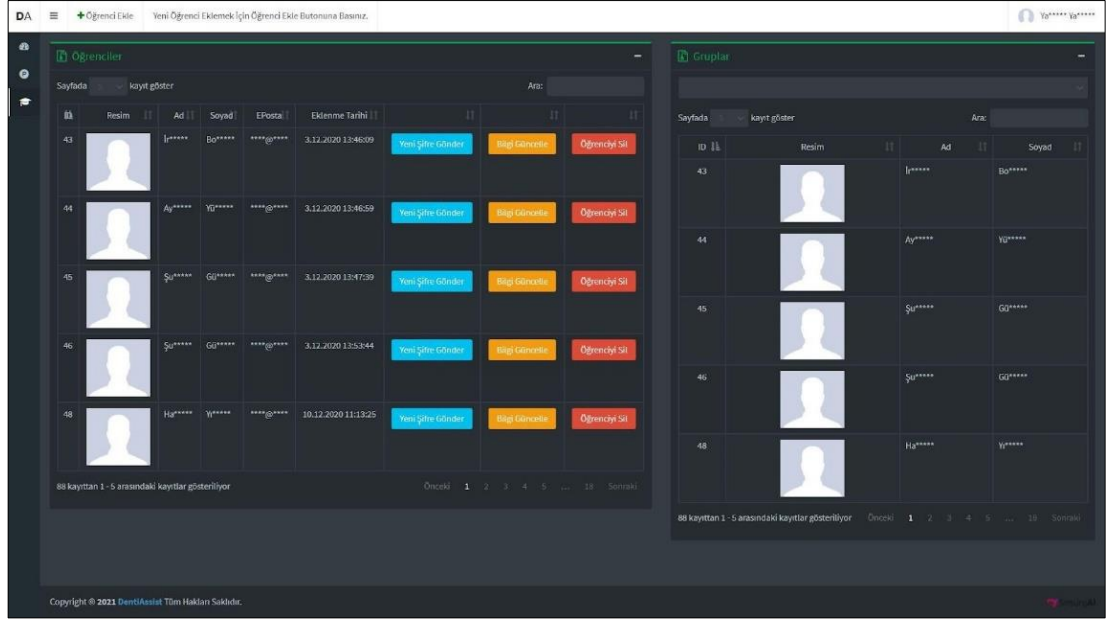 DA Öğrenci Ekle Yeni Öğrenci Eklemek İçin Öğrenci Ekle Butonuna Basınız. Ya***** Ya*****
Öğrenciler
Sayfada kayıt göster Ara:
Resim Ad Soyad EPosta Eklenme Tarihi
43 İr***** Bo***** ****@**** 3.12.2020 13:46:09 Yeni Şifre Gönder Bilgi Güncelle Öğrenciyi Sil
44 Ay***** Yü***** ****@**** 3.12.2020 13:46:59 Yeni Şifre Gönder Bilgi Güncelle Öğrenciyi Sil
45 Şu***** Gü***** ****@**** 3.12.2020 13:47:39 Yeni Şifre Gönder Bilgi Güncelle Öğrenciyi Sil
46 Şu***** Gü***** ****@**** 3.12.2020 13:53:44 Yeni Şifre Gönder Bilgi Güncelle Öğrenciyi Sil
48 Ha***** Yı***** ****@**** 10.12.2020 11:13:25 Yeni Şifre Gönder Bilgi Güncelle Öğrenciyi Sil
88 kayıttan 1 - 5 arasındaki kayıtlar gösteriliyor Önceki 1 2 3 4 5 ... 18 Sonraki
Gruplar
Sayfada kayıt göster Ara:
ID Resim Ad Soyad
43 İr***** Bo*****
44 Ay***** Yü*****
45 Şu***** Gü*****
46 Şu***** Gü*****
48 Ha***** Yı*****
88 kayıttan 1 - 5 arasındaki kayıtlar gösteriliyor Önceki 1 2 3 4 5 ... 18 Sonraki
Copyright © 2021 DentiAssist Tüm Hakları Saklıdır.